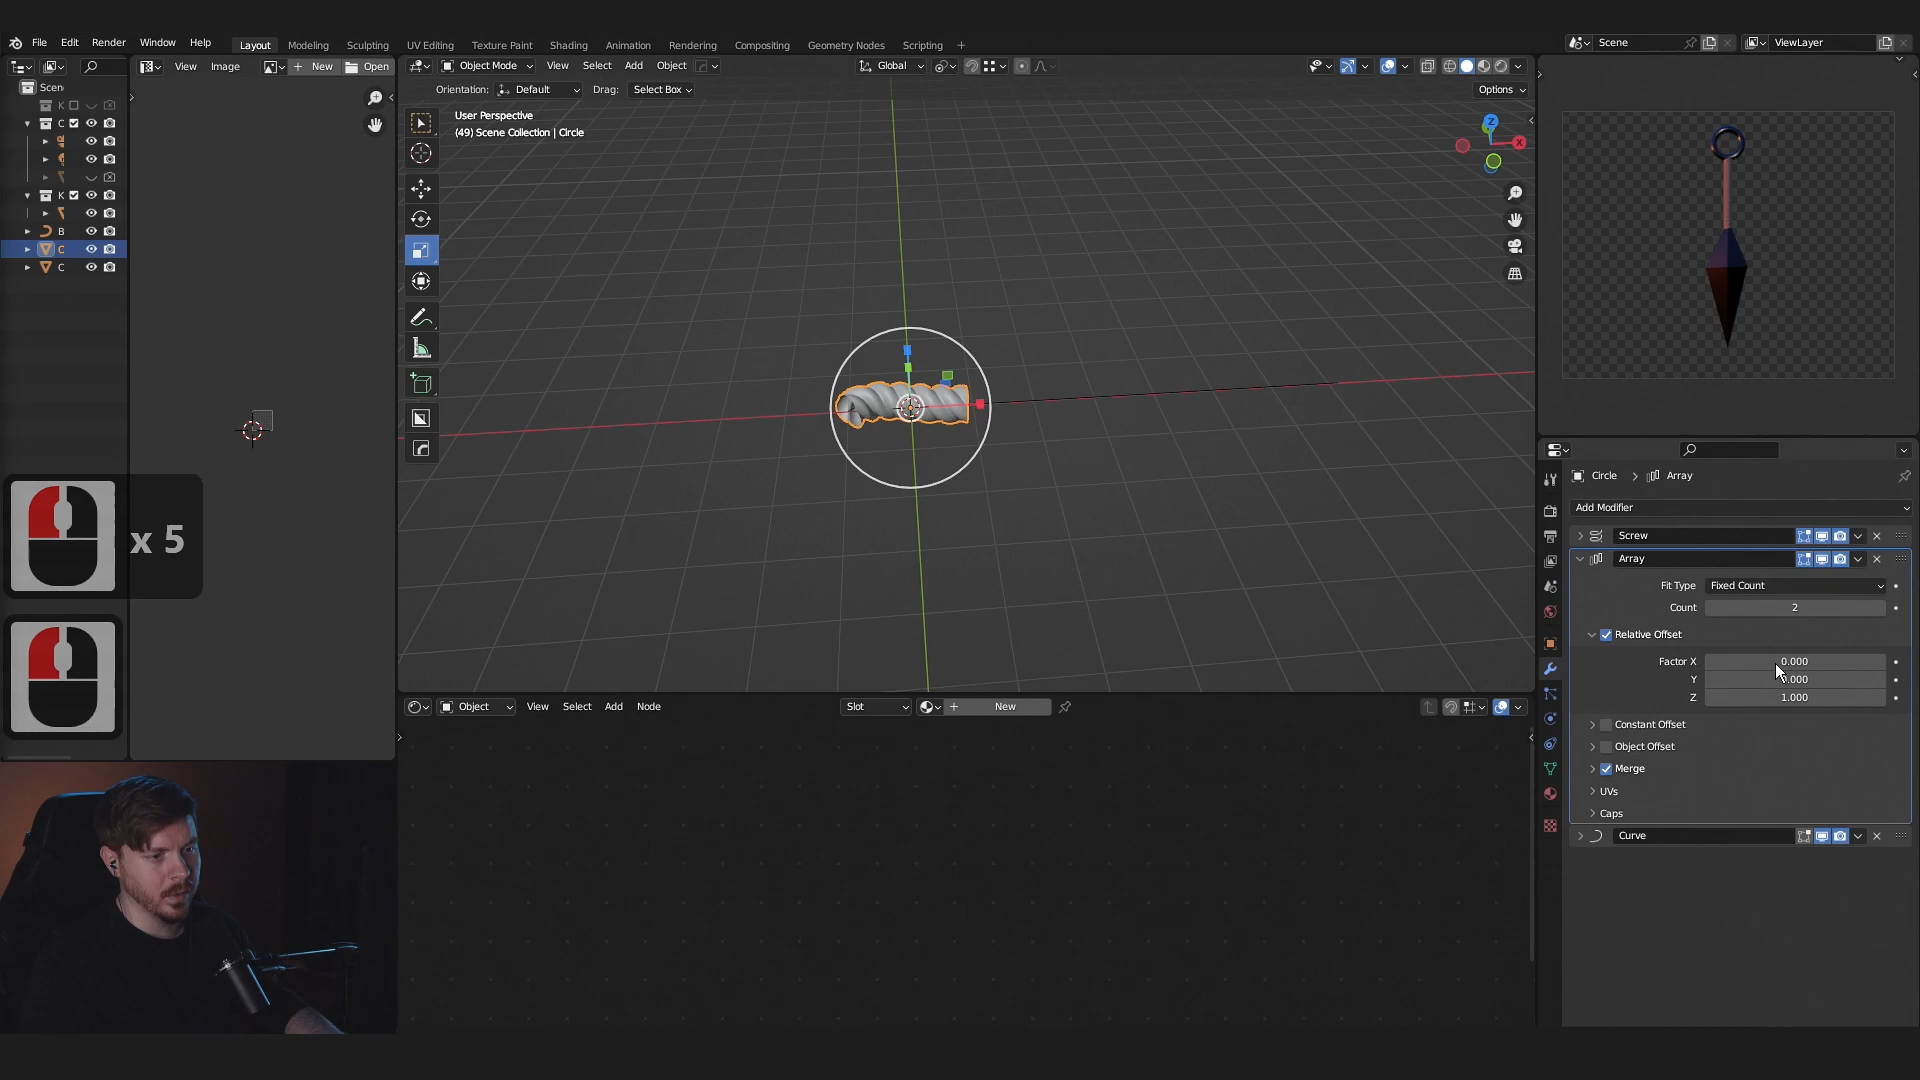 File Edit Render Window Help
Layout Modeling Sculpting UV Editing Texture Paint Shading Animation Rendering Compositing Geometry Nodes Scripting +
Scene
ViewLayer
View Image
+ New
Open
Object Mode
View Select Add Object
Global
Orientation: Default
Drag: Select Box
Options
Scen
K
C
K
B
C
C
User Perspective
(49) Scene Collection | Circle
Z
X
x 5
Circle > Array
Add Modifier
Screw
Array
Fit Type Fixed Count
Count 2
Relative Offset
Factor X 0.000
Y 0.000
Z 1.000
Constant Offset
Object Offset
Merge
UVs
Caps
Curve
Object
View Select Add Node
Slot
+ New